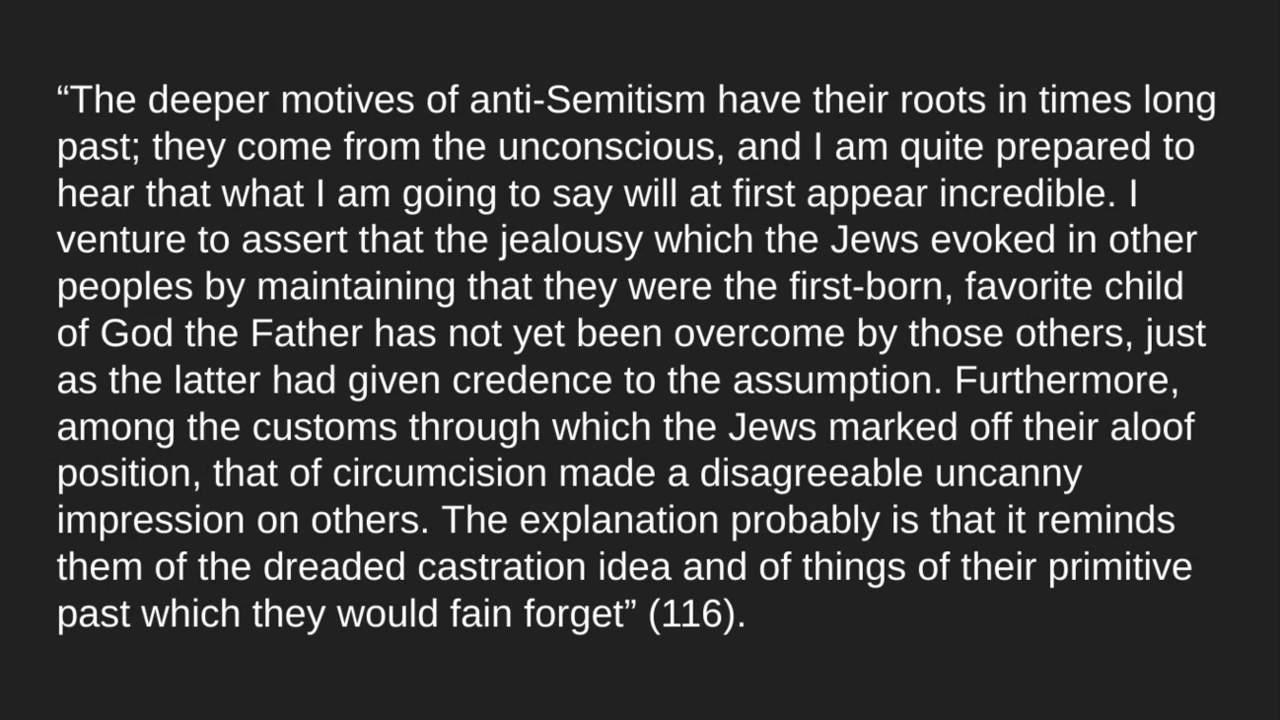 “The deeper motives of anti-Semitism have their roots in times long
past; they come from the unconscious, and I am quite prepared to
hear that what I am going to say will at first appear incredible. I
venture to assert that the jealousy which the Jews evoked in other
peoples by maintaining that they were the first-born, favorite child
of God the Father has not yet been overcome by those others, just
as the latter had given credence to the assumption. Furthermore,
among the customs through which the Jews marked off their aloof
position, that of circumcision made a disagreeable uncanny
impression on others. The explanation probably is that it reminds
them of the dreaded castration idea and of things of their primitive
past which they would fain forget” (116).